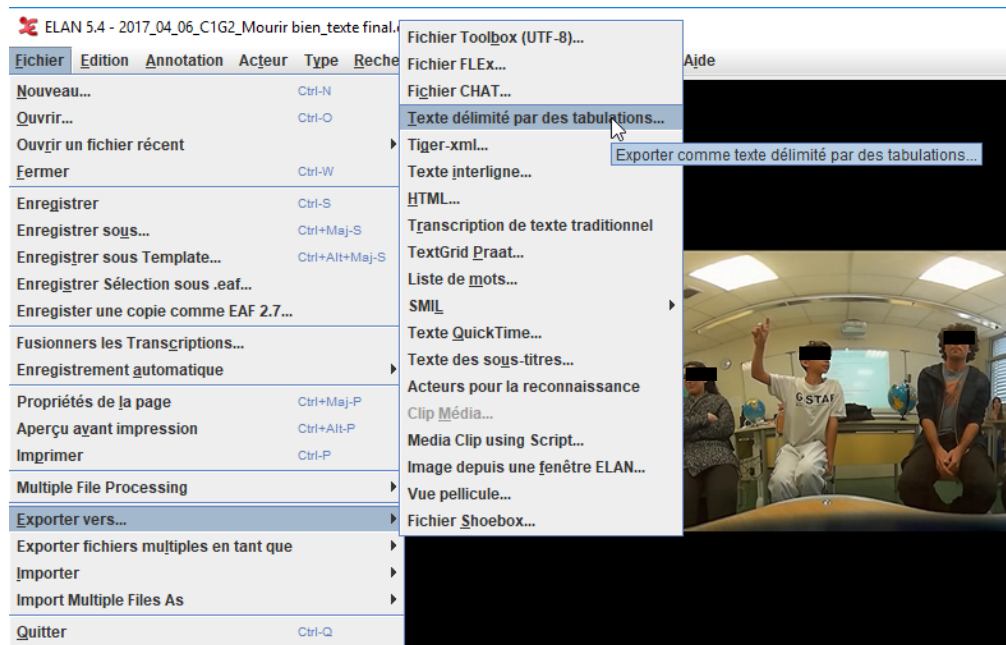 ELAN 5.4 - 2017_04_06_C1G2_Mourir bien_texte final.
Fichier Edition Annotation Acteur Type Reche
Aide
Nouveau... Ctrl-N
Ouvrir... Ctrl-O
Ouvrir un fichier récent
Fermer Ctrl-W
Enregistrer Ctrl-S
Enregistrer sous... Ctrl+Maj-S
Enregistrer sous Template... Ctrl+Alt+Maj-S
Enregistrer Sélection sous .eaf...
Enregister une copie comme EAF 2.7...
Fusionners les Transcriptions...
Enregistrement automatique
Propriétés de la page Ctrl+Maj-P
Aperçu avant impression Ctrl+Alt-P
Imprimer Ctrl-P
Multiple File Processing
Exporter vers...
Exporter fichiers multiples en tant que
Importer
Import Multiple Files As
Quitter Ctrl-Q
Fichier Toolbox (UTF-8)...
Fichier FLEx...
Fichier CHAT...
Texte délimité par des tabulations...
Tiger-xml...
Texte interligne...
HTML...
Transcription de texte traditionnel
TextGrid Praat...
Liste de mots...
SMIL
Texte QuickTime...
Texte des sous-titres...
Acteurs pour la reconnaissance
Clip Média...
Media Clip using Script...
Image depuis une fenêtre ELAN...
Vue pellicule...
Fichier Shoebox...
Exporter comme texte délimité par des tabulations...
G STAR